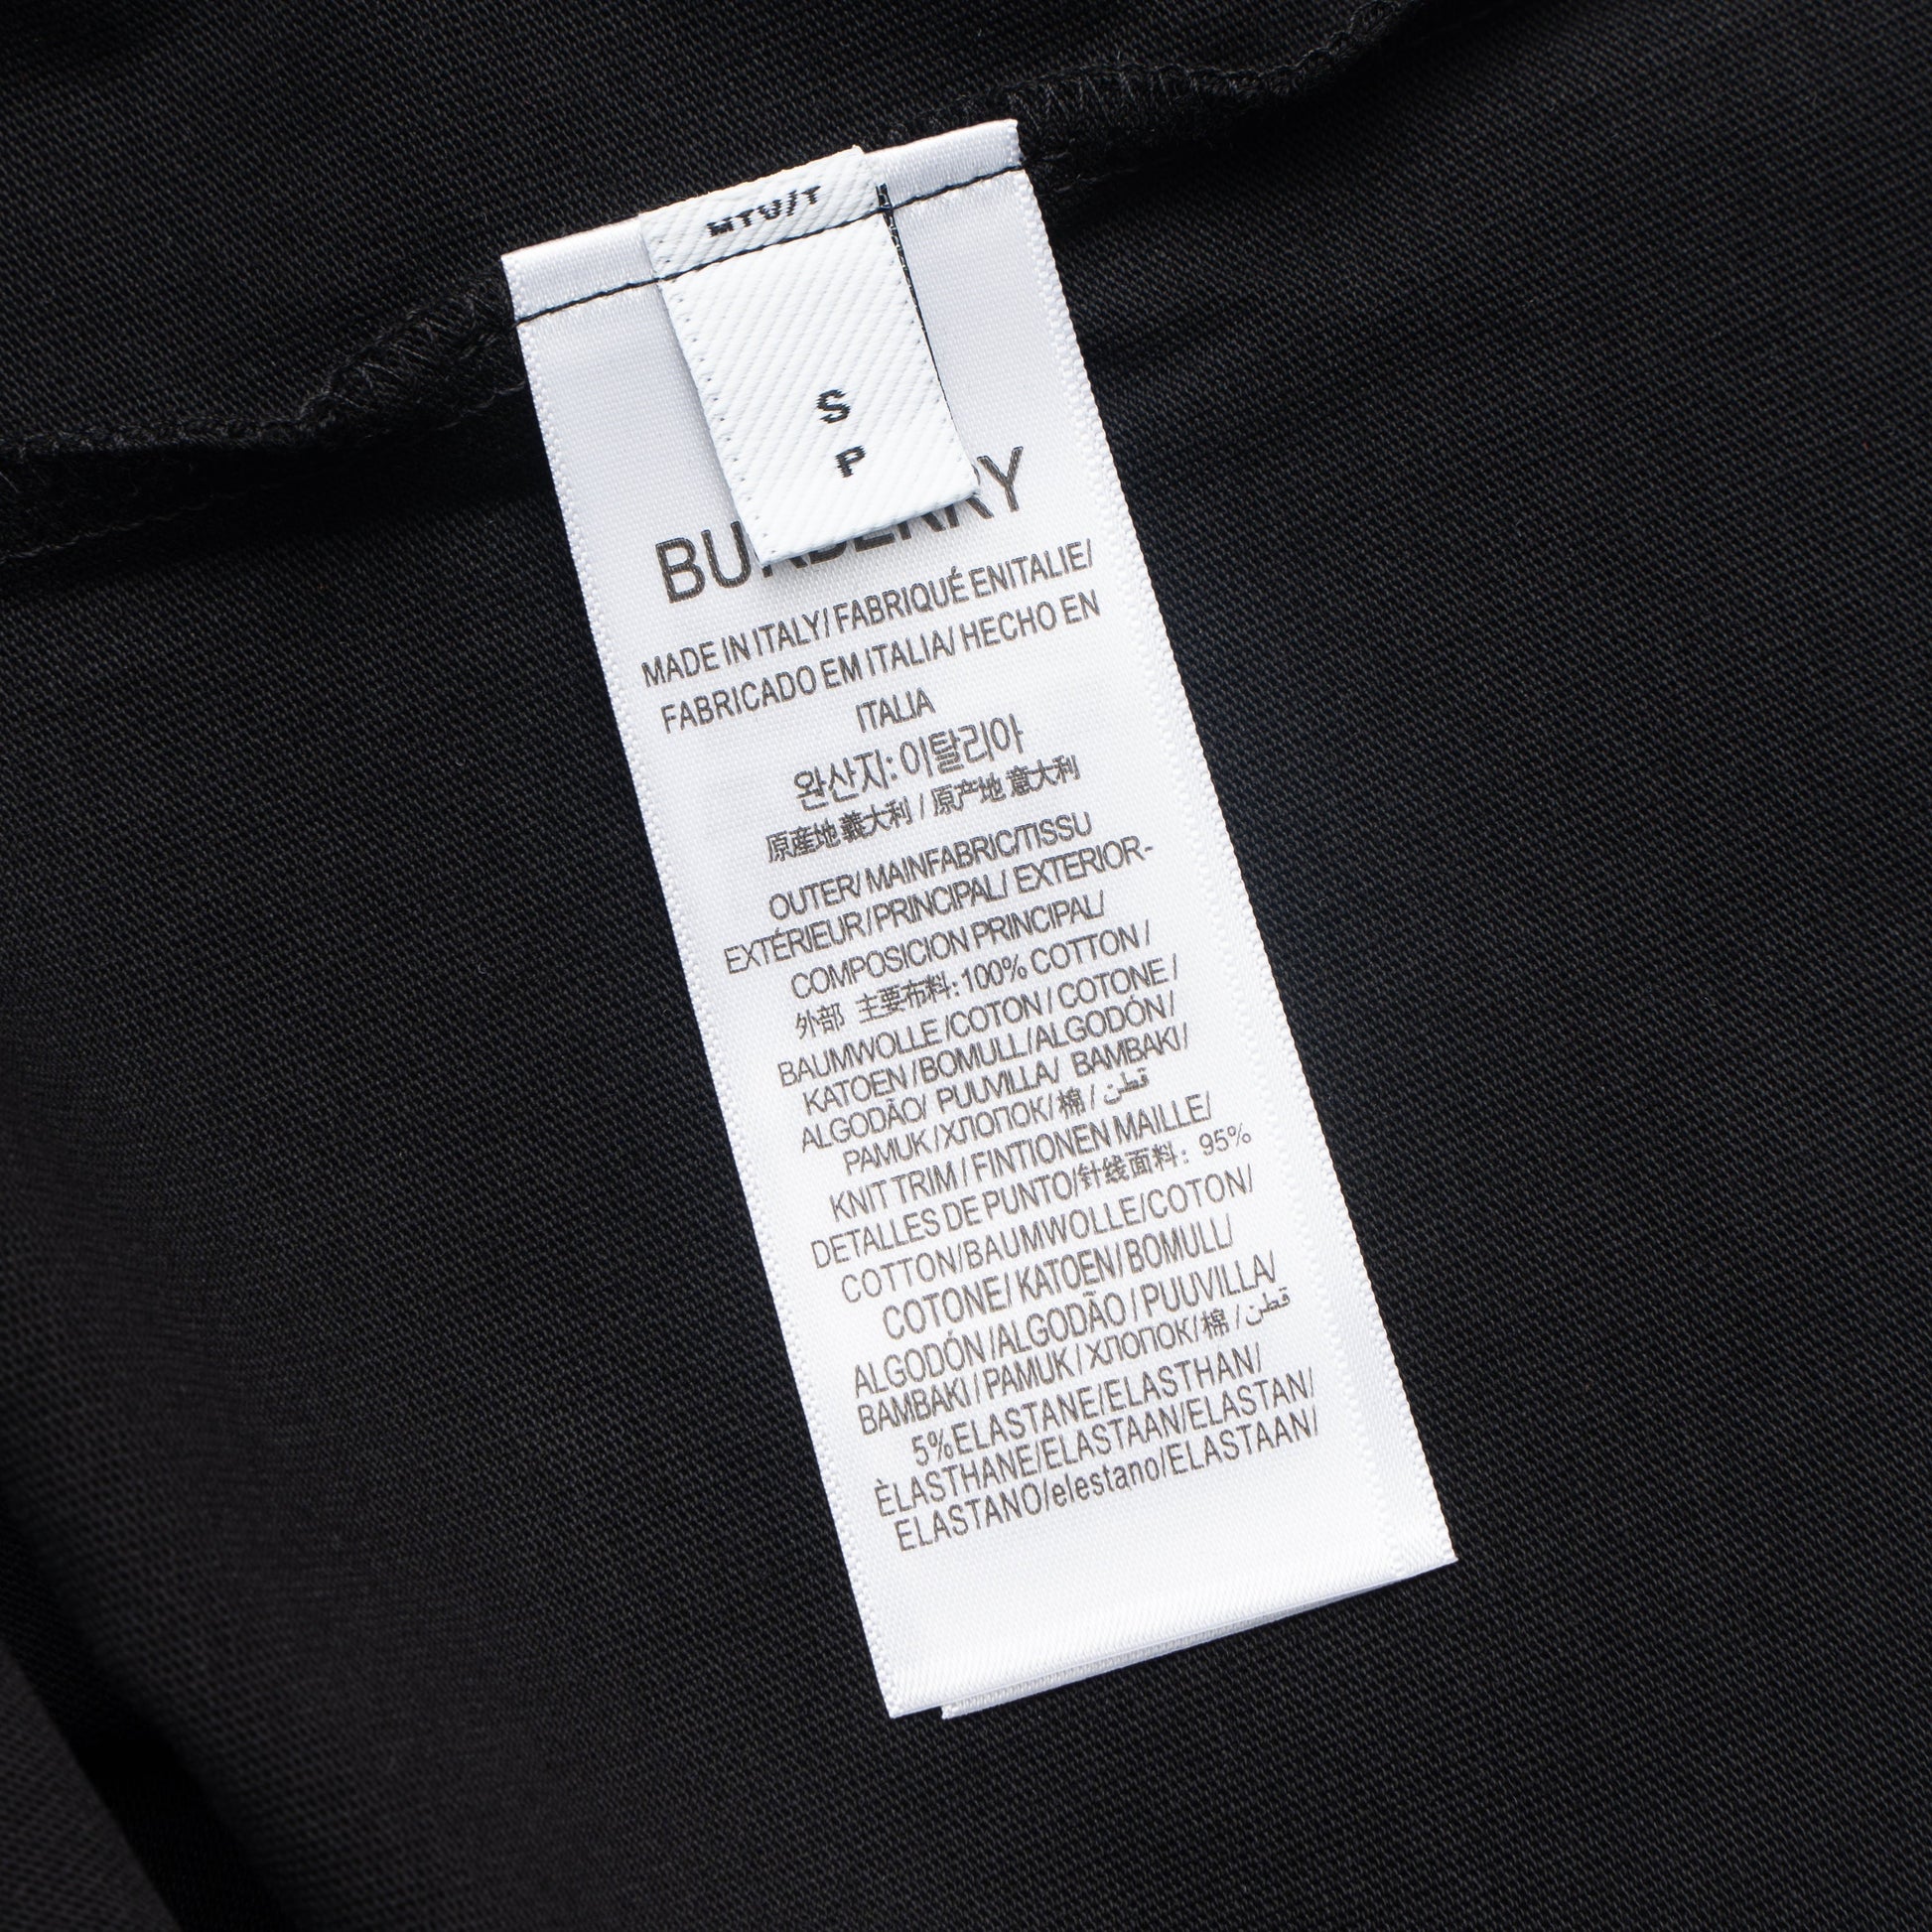 S
P
BURBERRY
MADE IN ITALY/FABRIQUÉ ENITALIE/
FABRICADO EM ITALIA/ HECHO EN
ITALIA
완산지:이탈리아
原産地義大利 / 原产地 意大利
OUTER/ MAINFABRIC/TISSU
EXTÉRIEUR/PRINCIPAL/ EXTERIOR-
COMPOSICION PRINCIPAL/
外部 主要布料:100% COTTON /
BAUMWOLLE /COTON / COTONE /
KATOEN /BOMULL/ALGODÓN/
ALGODÃO/ PUUVILLA/ BAMBAKI/
PAMUK /ХЛОПОК/棉/قطن
KNIT TRIM / FINTIONEN MAILLE/
DETALLES DE PUNTO/针线面料: 95%
COTTON/BAUMWOLLE/COTON/
COTONE/ KATOEN/BOMULL/
ALGODÓN /ALGODÃO /PUUVILLA/
BAMBAKI / PAMUK / ХЛОПОК/棉 /قطن
5%ELASTANE/ELASTHAN/
ÈLASTHANE/ELASTAAN/ELASTAN/
ELASTANO/elestano/ELASTAAN/